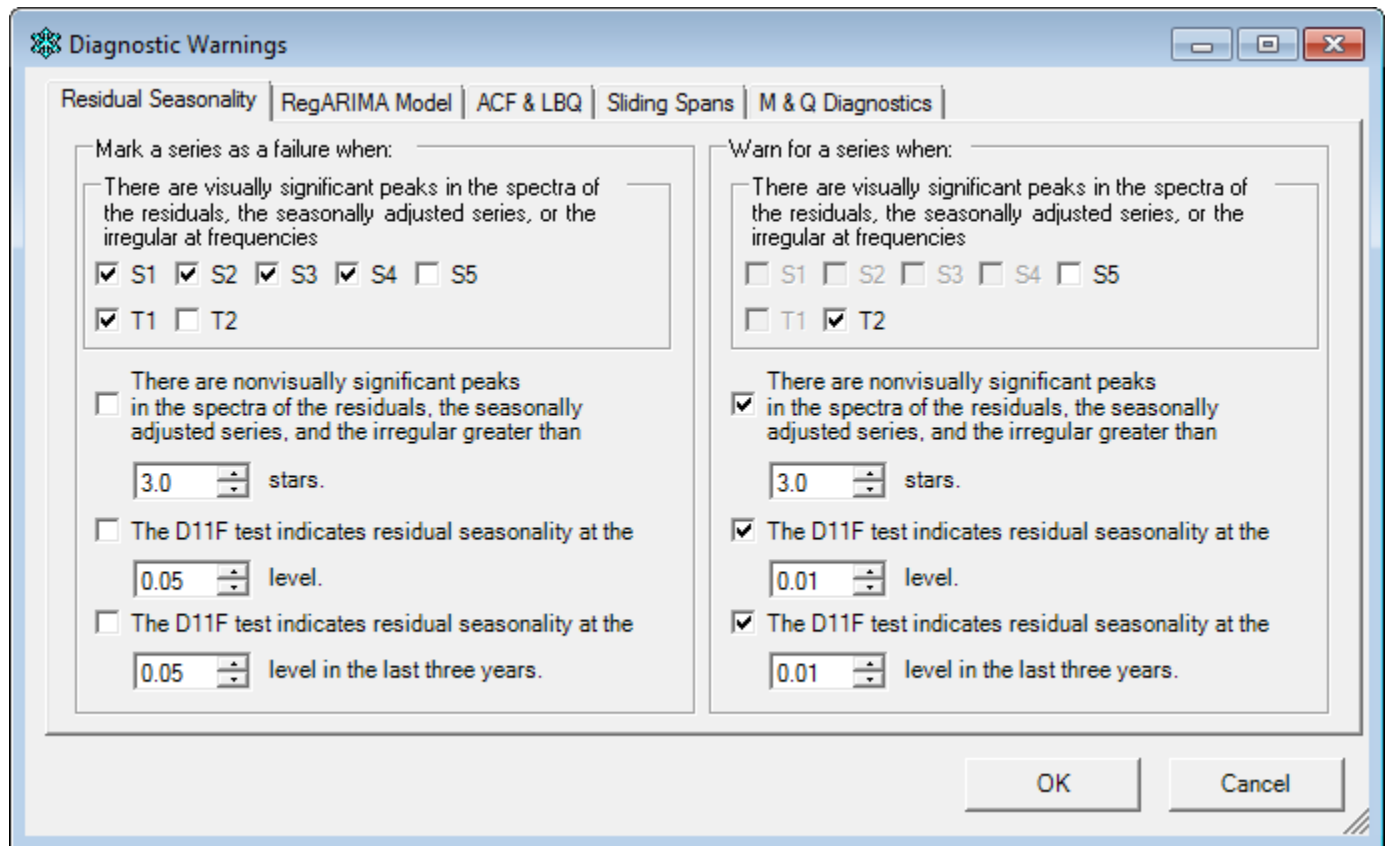 Diagnostic Warnings
Residual Seasonality
RegARIMA Model
ACF & LBQ
Sliding Spans
M & Q Diagnostics
Mark a series as a failure when:
There are visually significant peaks in the spectra of
the residuals, the seasonally adjusted series, or the
irregular at frequencies
S1 S2 S3 S4 S5
T1 T2
There are nonvisually significant peaks
in the spectra of the residuals, the seasonally
adjusted series, and the irregular greater than
3.0 stars.
The D11F test indicates residual seasonality at the
0.05 level.
The D11F test indicates residual seasonality at the
0.05 level in the last three years.
Warn for a series when:
There are visually significant peaks in the spectra of
the residuals, the seasonally adjusted series, or the
irregular at frequencies
S1 S2 S3 S4 S5
T1 T2
There are nonvisually significant peaks
in the spectra of the residuals, the seasonally
adjusted series, and the irregular greater than
3.0 stars.
The D11F test indicates residual seasonality at the
0.01 level.
The D11F test indicates residual seasonality at the
0.01 level in the last three years.
OK
Cancel